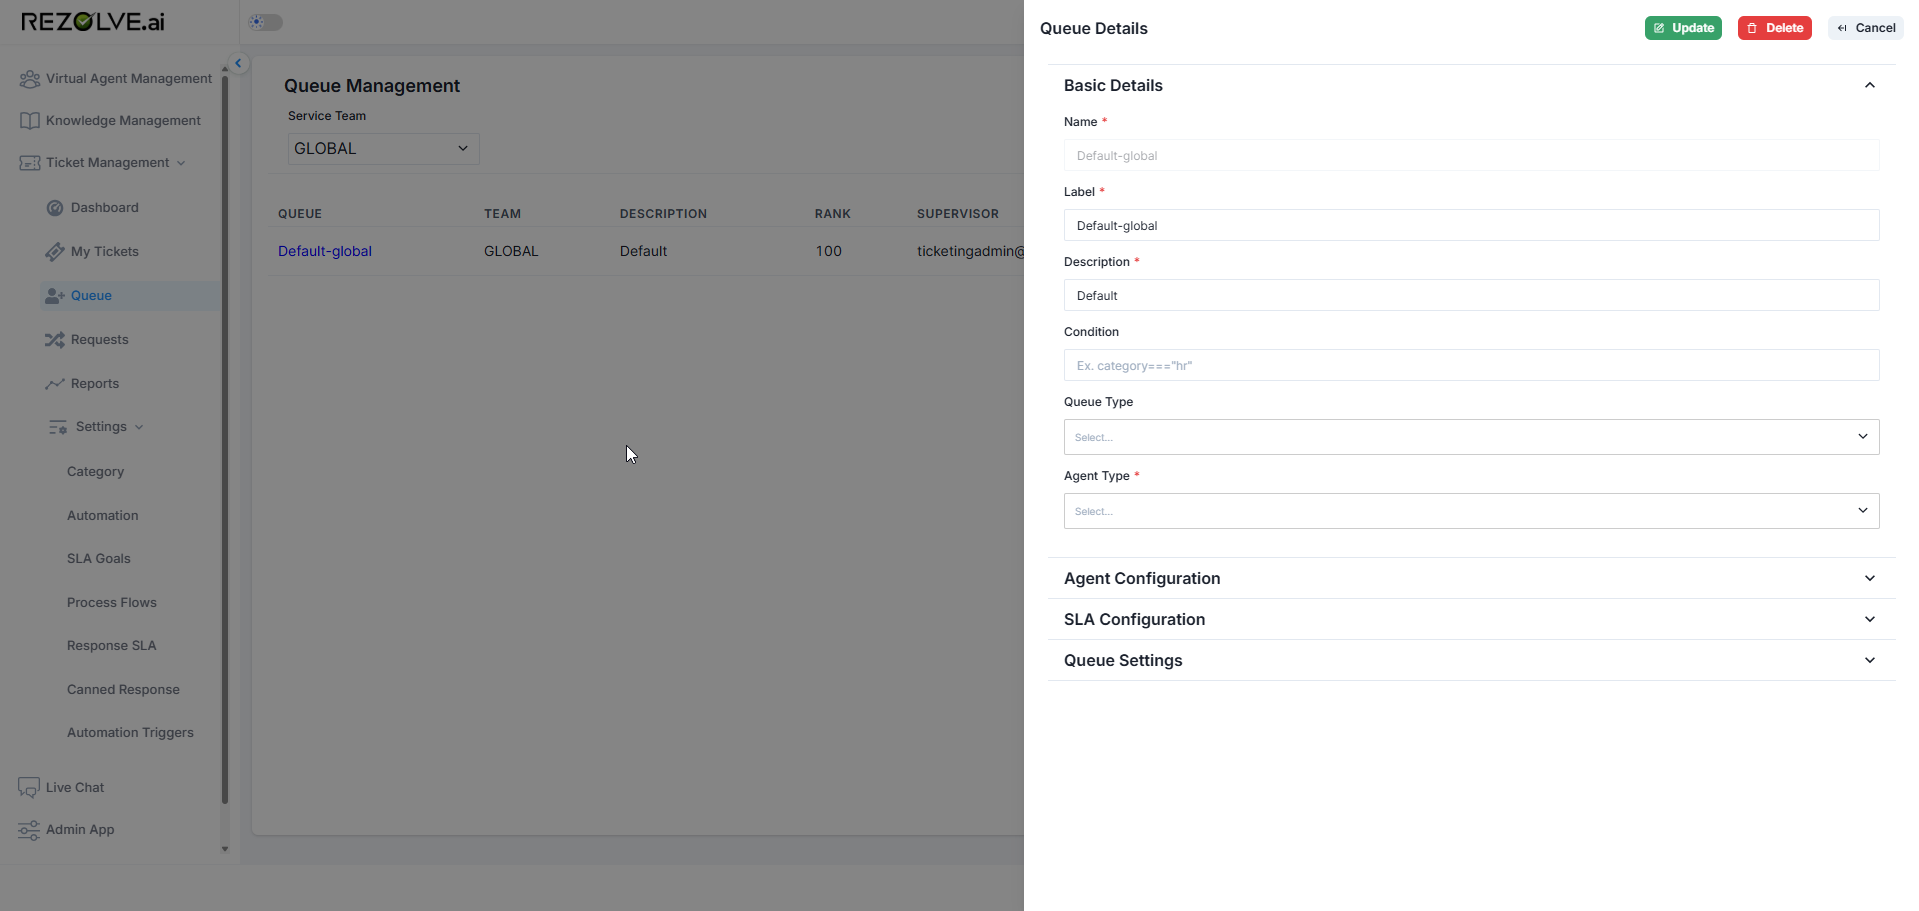 REZOLVE.ai
Virtual Agent Management
Knowledge Management
Ticket Management
Dashboard
My Tickets
Queue
Requests
Reports
Settings
Category
Automation
SLA Goals
Process Flows
Response SLA
Canned Response
Automation Triggers
Live Chat
Admin App
Queue Management
Service Team
GLOBAL
QUEUE TEAM DESCRIPTION RANK SUPERVISOR
Default-global GLOBAL Default 100 ticketingadmin@
Queue Details Update Delete Cancel
Basic Details
Name *
Default-global
Label *
Default-global
Description *
Default
Condition
Ex. category==="hr"
Queue Type
Select...
Agent Type *
Select...
Agent Configuration
SLA Configuration
Queue Settings